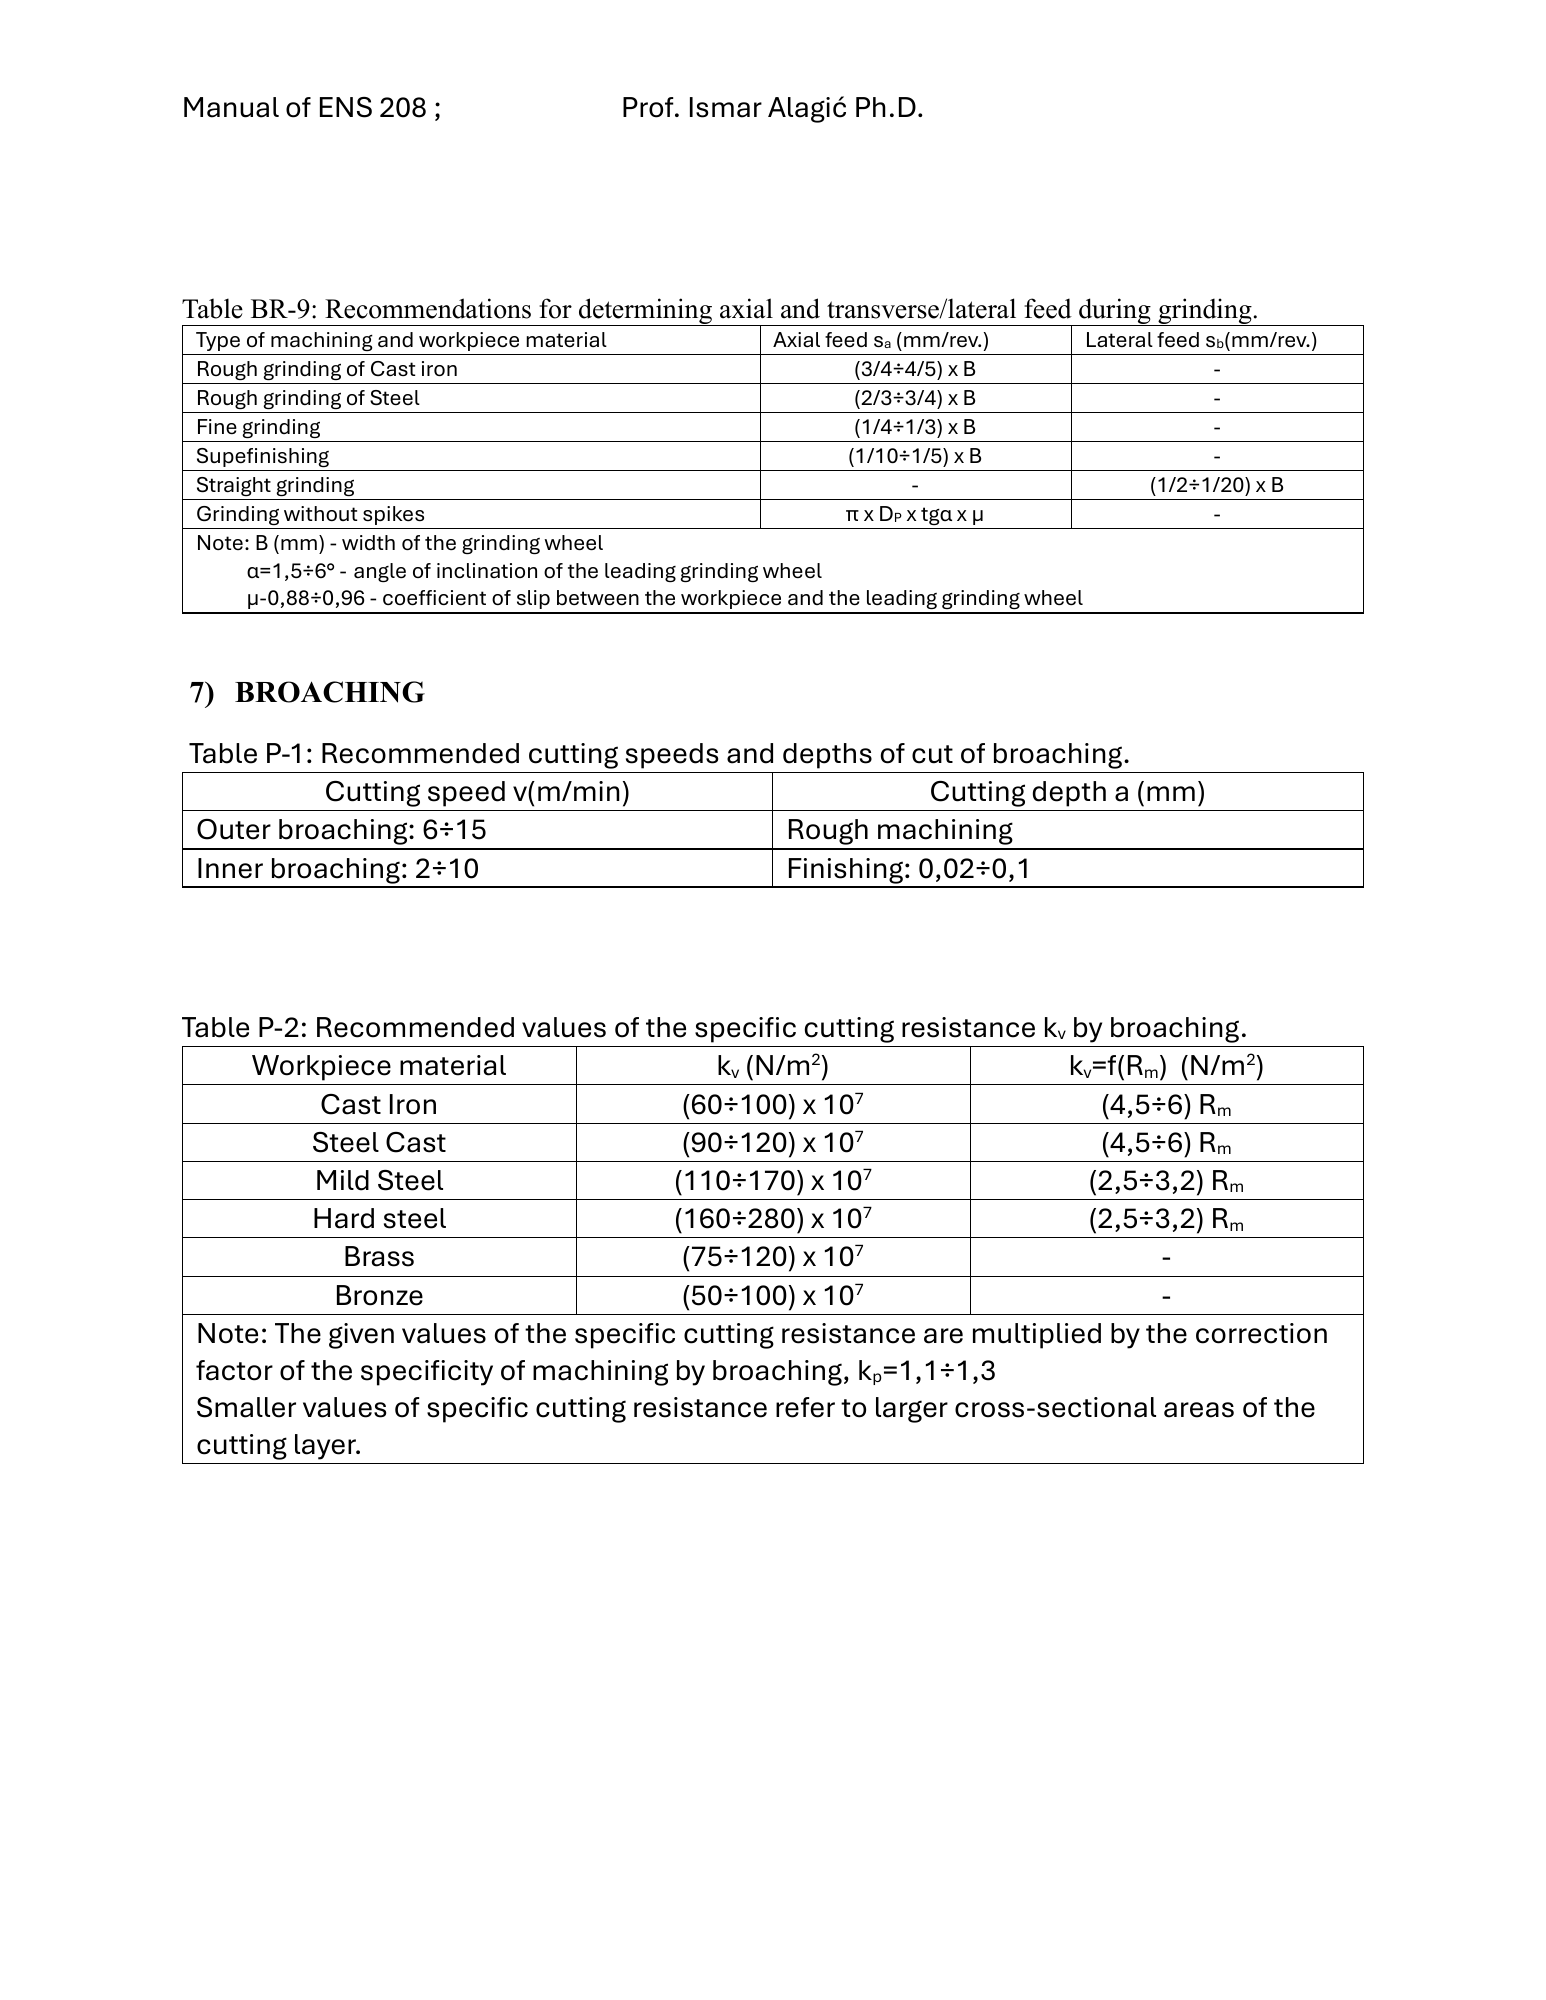 Manual of ENS 208 ; Prof. Ismar Alagić Ph.D.
Table BR-9: Recommendations for determining axial and transverse/lateral feed during grinding.
Type of machining and workpiece material Axial feed sₐ (mm/rev.) Lateral feed s_b(mm/rev.)
Rough grinding of Cast iron (3/4÷4/5) x B -
Rough grinding of Steel (2/3÷3/4) x B -
Fine grinding (1/4÷1/3) x B -
Supefinishing (1/10÷1/5) x B -
Straight grinding - (1/2÷1/20) x B
Grinding without spikes π x D_P x tgα x μ -
Note: B (mm) - width of the grinding wheel
α=1,5÷6° - angle of inclination of the leading grinding wheel
μ-0,88÷0,96 - coefficient of slip between the workpiece and the leading grinding wheel
7) BROACHING
Table P-1: Recommended cutting speeds and depths of cut of broaching.
Cutting speed v(m/min) Cutting depth a (mm)
Outer broaching: 6÷15 Rough machining
Inner broaching: 2÷10 Finishing: 0,02÷0,1
Table P-2: Recommended values of the specific cutting resistance kᵥ by broaching.
Workpiece material kᵥ (N/m²) kᵥ=f(Rₘ) (N/m²)
Cast Iron (60÷100) x 10⁷ (4,5÷6) Rₘ
Steel Cast (90÷120) x 10⁷ (4,5÷6) Rₘ
Mild Steel (110÷170) x 10⁷ (2,5÷3,2) Rₘ
Hard steel (160÷280) x 10⁷ (2,5÷3,2) Rₘ
Brass (75÷120) x 10⁷ -
Bronze (50÷100) x 10⁷ -
Note: The given values of the specific cutting resistance are multiplied by the correction
factor of the specificity of machining by broaching, kₚ=1,1÷1,3
Smaller values of specific cutting resistance refer to larger cross-sectional areas of the
cutting layer.